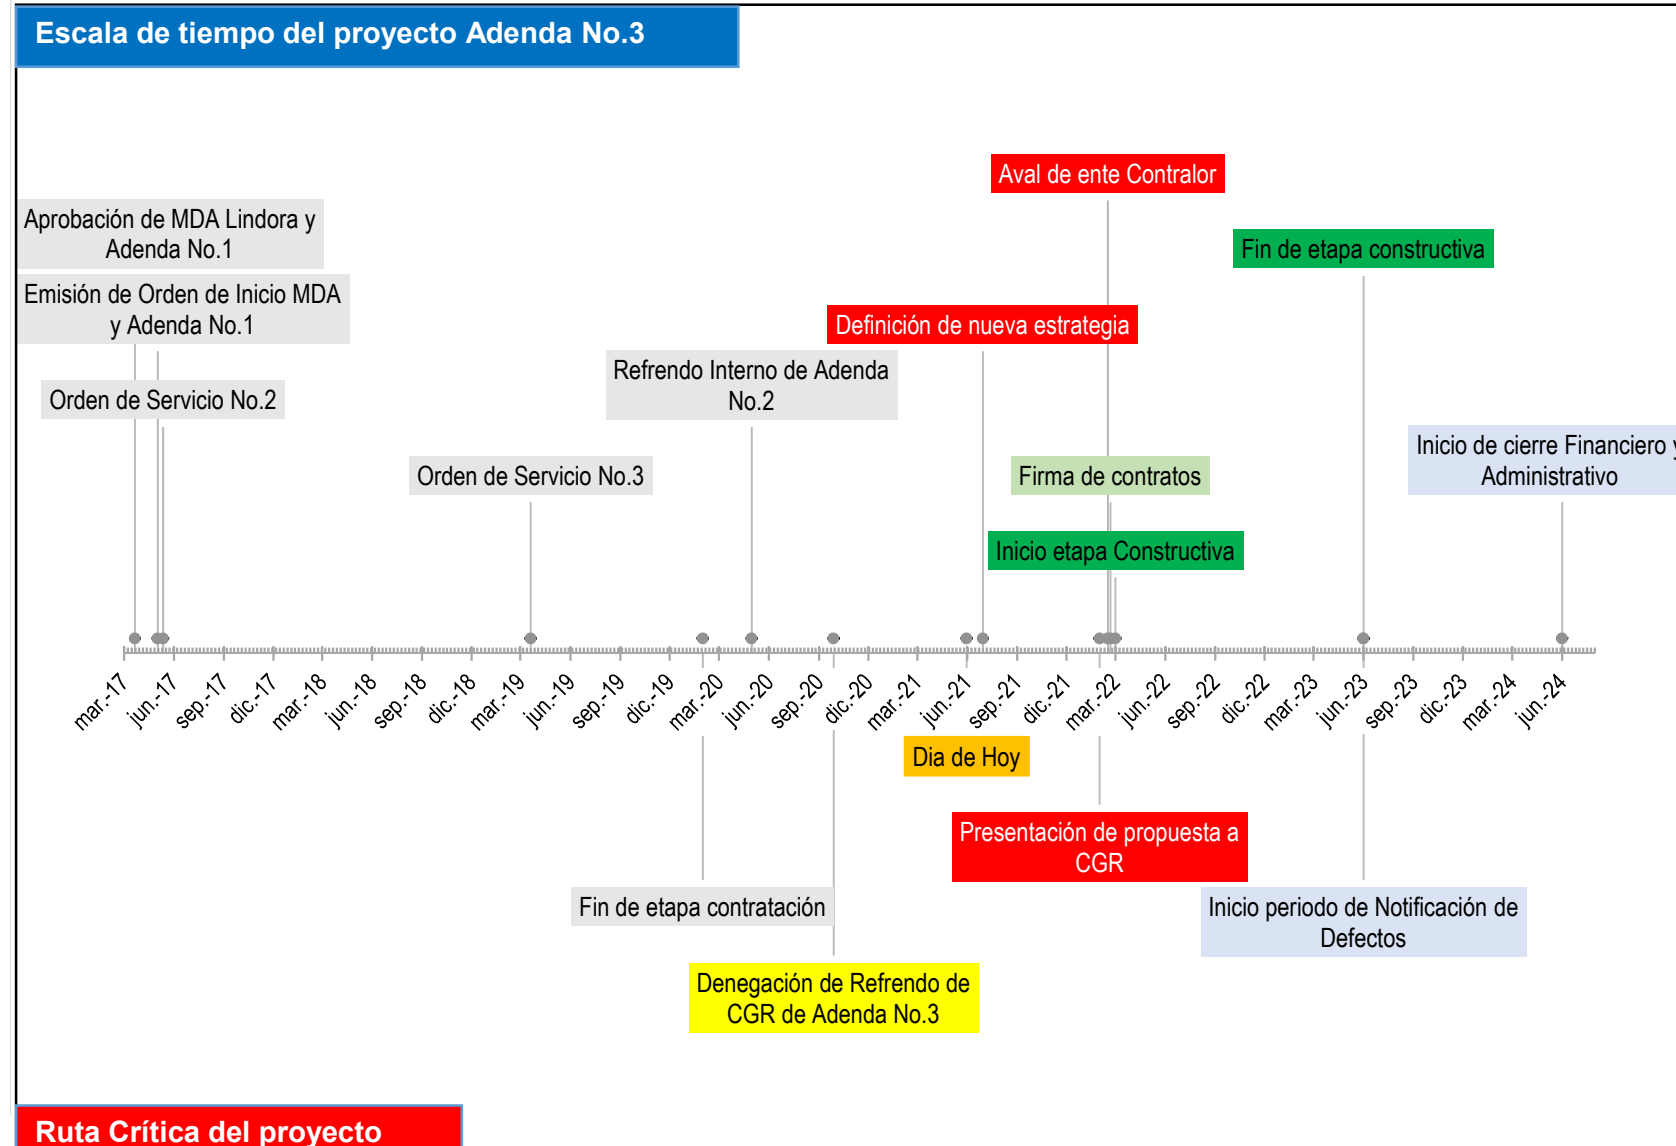 Escala de tiempo del proyecto Adenda No.3
Aval de ente Contralor
Aprobación de MDA Lindora y
Adenda No.1
Fin de etapa constructiva
Emisión de Orden de Inicio MDA
y Adenda No.1
Definición de nueva estrategia
Refrendo Interno de Adenda
No.2
Orden de Servicio No.2
Inicio de cierre Financiero y
Administrativo
Orden de Servicio No.3
Firma de contratos
Inicio etapa Constructiva
mar.-17
jun.-17
sep.-17
dic.-17
mar.-18
jun.-18
sep.-18
dic.-18
mar.-19
jun.-19
sep.-19
dic.-19
mar.-20
jun.-20
sep.-20
dic.-20
mar.-21
jun.-21
sep.-21
dic.-21
mar.-22
jun.-22
sep.-22
dic.-22
mar.-23
jun.-23
sep.-23
dic.-23
mar.-24
jun.-24
Dia de Hoy
Presentación de propuesta a
CGR
Fin de etapa contratación
Inicio periodo de Notificación de
Defectos
Denegación de Refrendo de
CGR de Adenda No.3
Ruta Crítica del proyecto